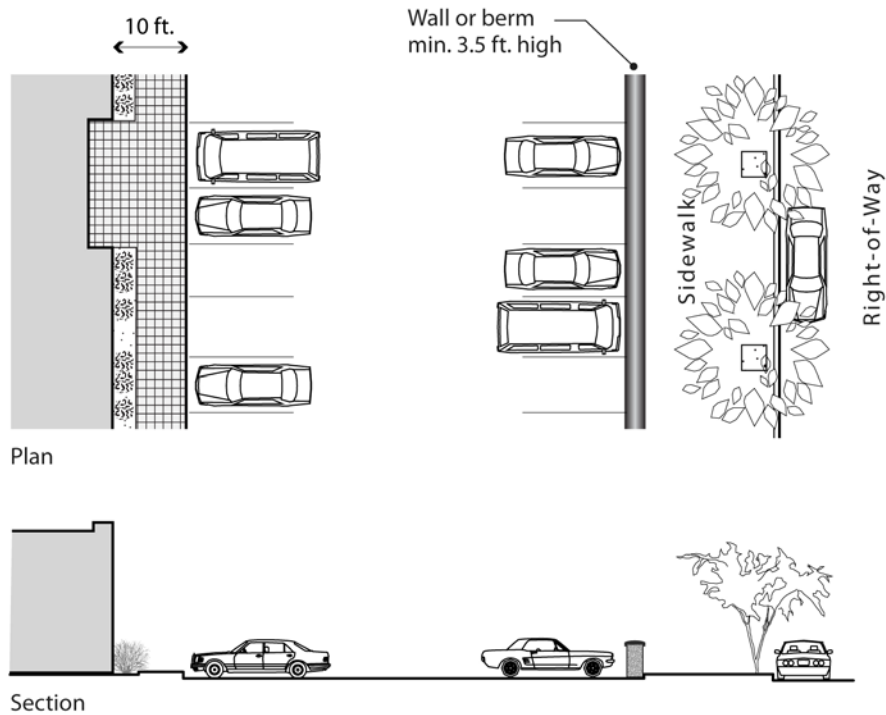 10 ft.
Wall or berm
min. 3.5 ft. high
Sidewalk
Right-of-Way
Plan
Section